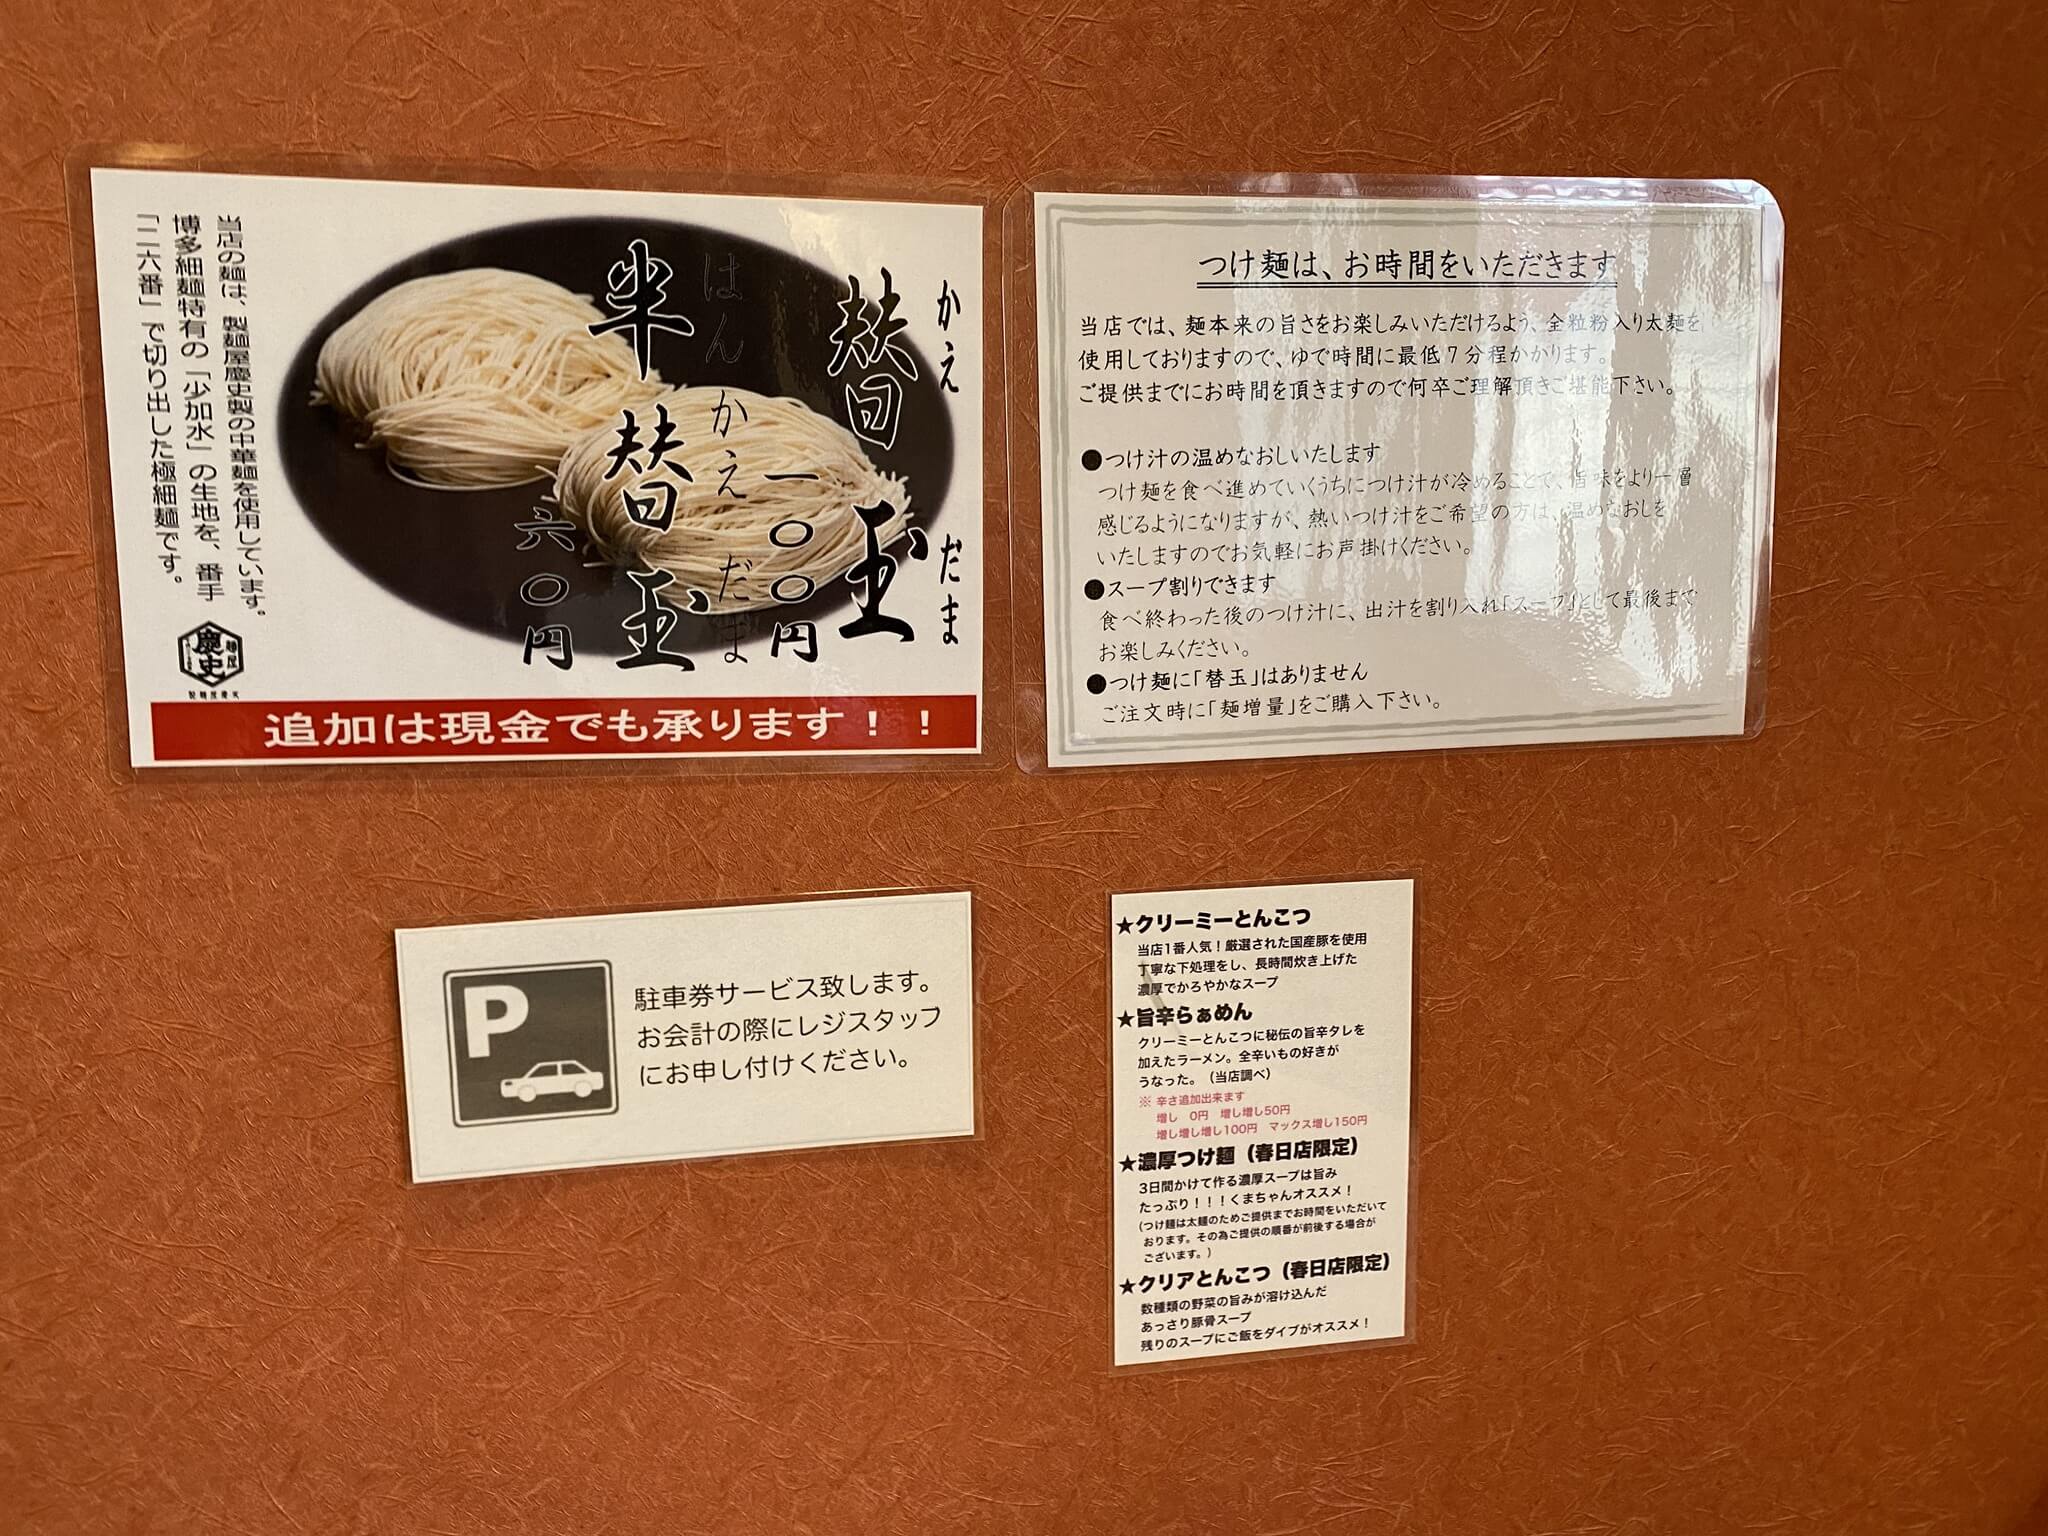 かえ だま
替玉
一〇〇円
はん かえ だま
半替玉
六〇円
当店の麺は、製麺屋慶史製の中華麺を使用しています。
博多細麺特有の「少加水」の生地を、番手
「二六番」で切り出した極細麺です。
麺屋
慶史
追加は現金でも承ります！！
つけ麺は、お時間をいただきます
当店では、麺本来の旨さをお楽しみいただけるよう、全粒粉入り太麺を
使用しておりますので、ゆで時間に最低7分程かかります。
ご提供までにお時間を頂きますので何卒ご理解頂きご堪能下さい。
●つけ汁の温めなおしいたします
つけ麺を食べ進めていくうちにつけ汁が冷めることで、旨味をより一層
感じるようになりますが、熱いつけ汁をご希望の方は、温めなおしを
いたしますのでお気軽にお声掛けください。
●スープ割りできます
食べ終わった後のつけ汁に、出汁を割り入れ「スープ」として最後まで
お楽しみください。
●つけ麺に「替玉」はありません
ご注文時に「麺増量」をご購入下さい。
P
駐車券サービス致します。
お会計の際にレジスタッフ
にお申し付けください。
★クリーミーとんこつ
当店1番人気！厳選された国産豚を使用
丁寧な下処理をし、長時間炊き上げた
濃厚でかろやかなスープ
★旨辛らぁめん
クリーミーとんこつに秘伝の旨辛タレを
加えたラーメン。全辛いもの好きが
うなった。（当店調べ）
※ 辛さ追加出来ます
増し 0円 増し増し50円
増し増し増し100円 マックス増し150円
★濃厚つけ麺（春日店限定）
3日間かけて作る濃厚スープは旨み
たっぷり！！！くまちゃんオススメ！
(つけ麺は太麺のためご提供までお時間をいただいて
おります。その為ご提供の順番が前後する場合が
ございます。)
★クリアとんこつ（春日店限定）
数種類の野菜の旨みが溶け込んだ
あっさり豚骨スープ
残りのスープにご飯をダイブがオススメ！